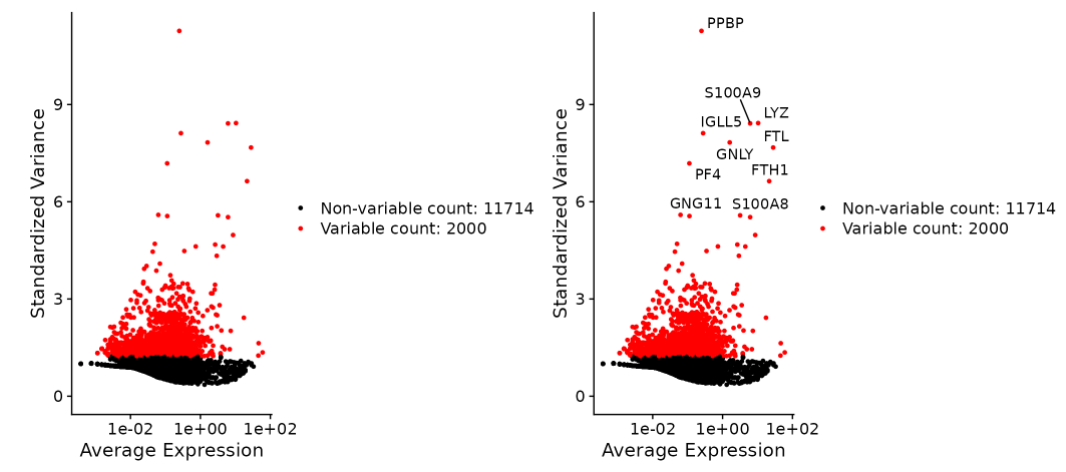 Standardized Variance
9
6
3
0
1e-02 1e+00 1e+02
Average Expression
Non-variable count: 11714
Variable count: 2000
Standardized Variance
9
6
3
0
PPBP
S100A9
LYZ
IGLL5
FTL
GNLY
PF4
FTH1
GNG11
S100A8
1e-02 1e+00 1e+02
Average Expression
Non-variable count: 11714
Variable count: 2000